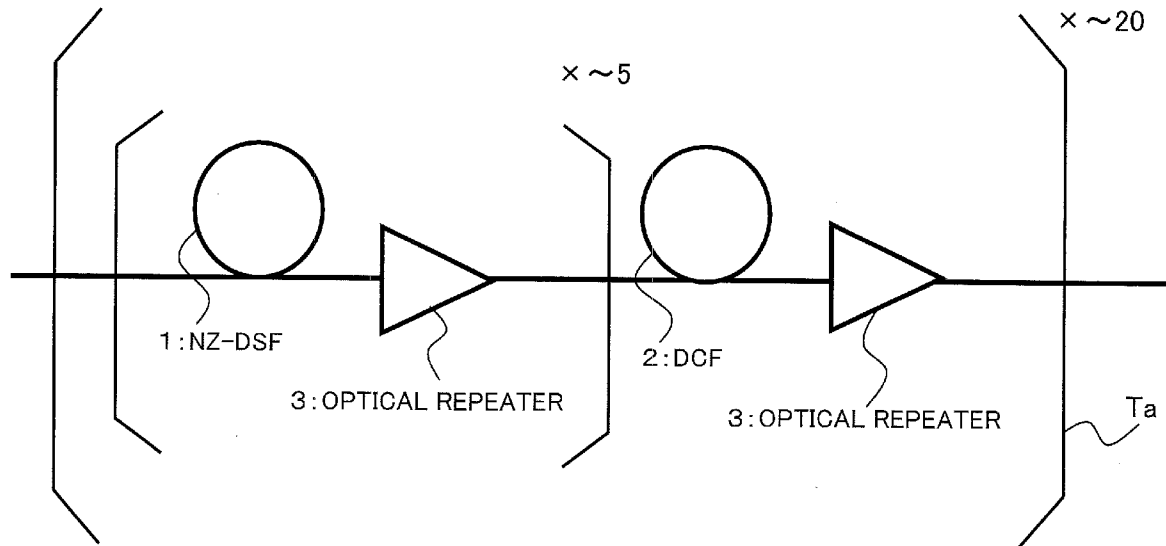 × ~20
× ~5
1:NZ-DSF
2:DCF
3:OPTICAL REPEATER
3:OPTICAL REPEATER
Ta